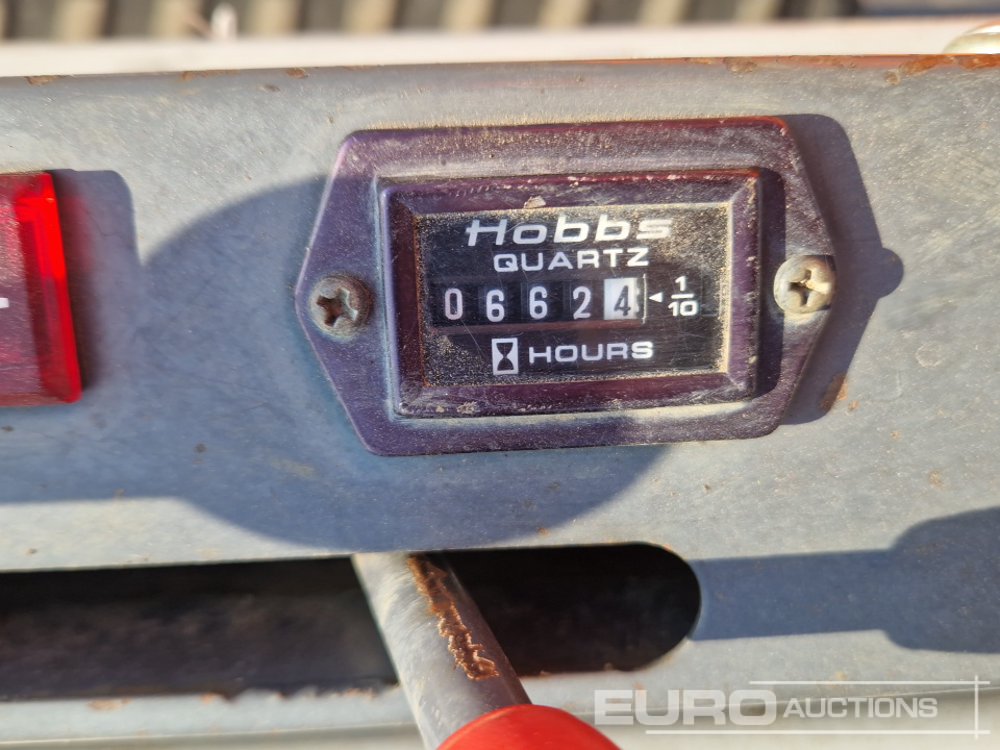 Hobbs
QUARTZ
06624 1/10
HOURS
EURO AUCTIONS